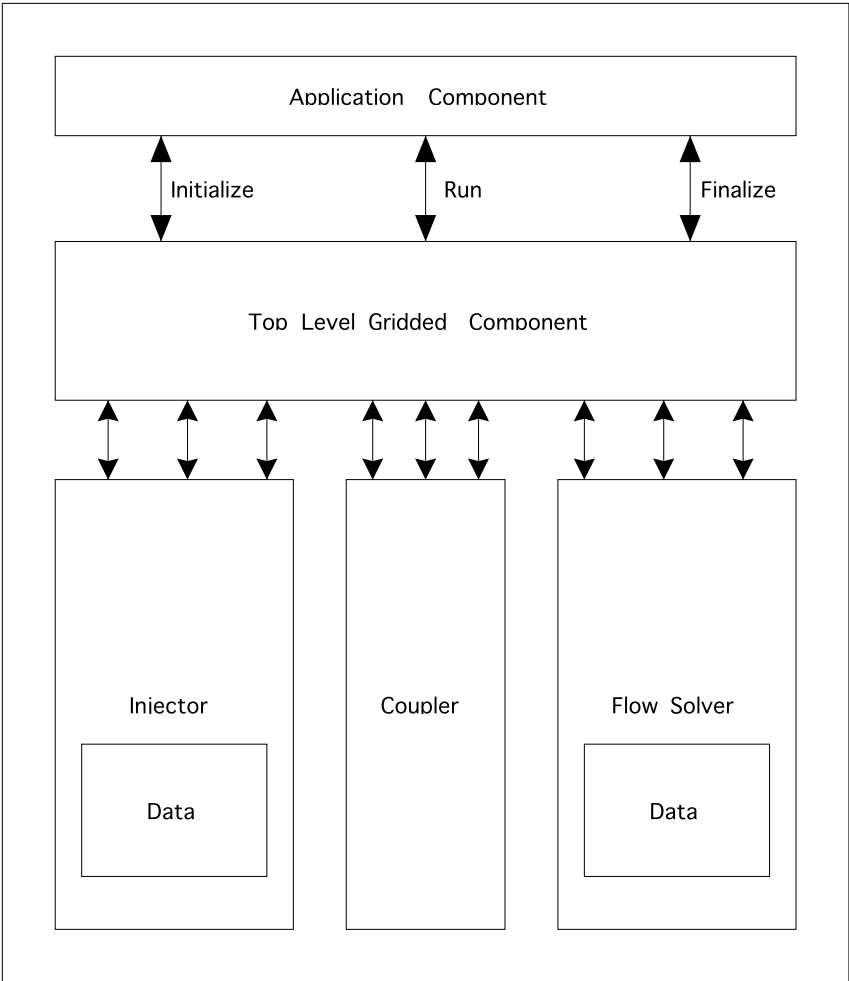 Application Component
Initialize
Run
Finalize
Top Level Gridded Component
Injector
Coupler
Flow Solver
Data
Data